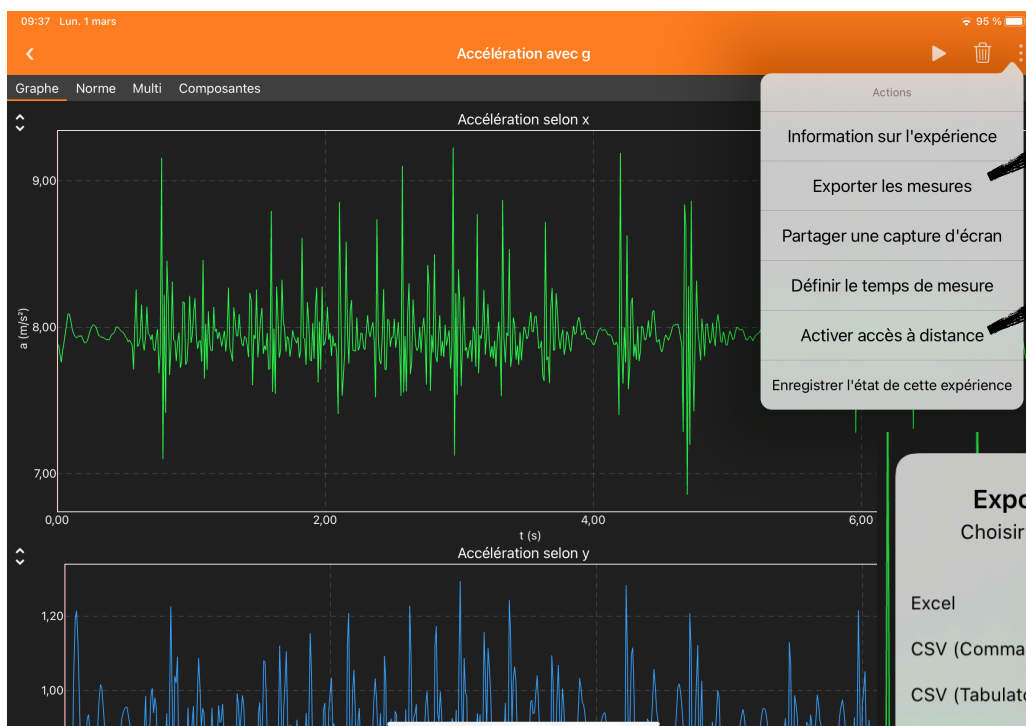 09:37 Lun. 1 mars
95 %
Accélération avec g
Graphe Norme Multi Composantes
Actions
Information sur l'expérience
Exporter les mesures
Partager une capture d'écran
Définir le temps de mesure
Activer accès à distance
Enregistrer l'état de cette expérience
Accélération selon x
9,00
8,00
7,00
a (m/s²)
0,00 2,00 4,00 6,00
t (s)
Accélération selon y
1,20
1,00
Expo
Choisir
Excel
CSV (Comma
CSV (Tabulato